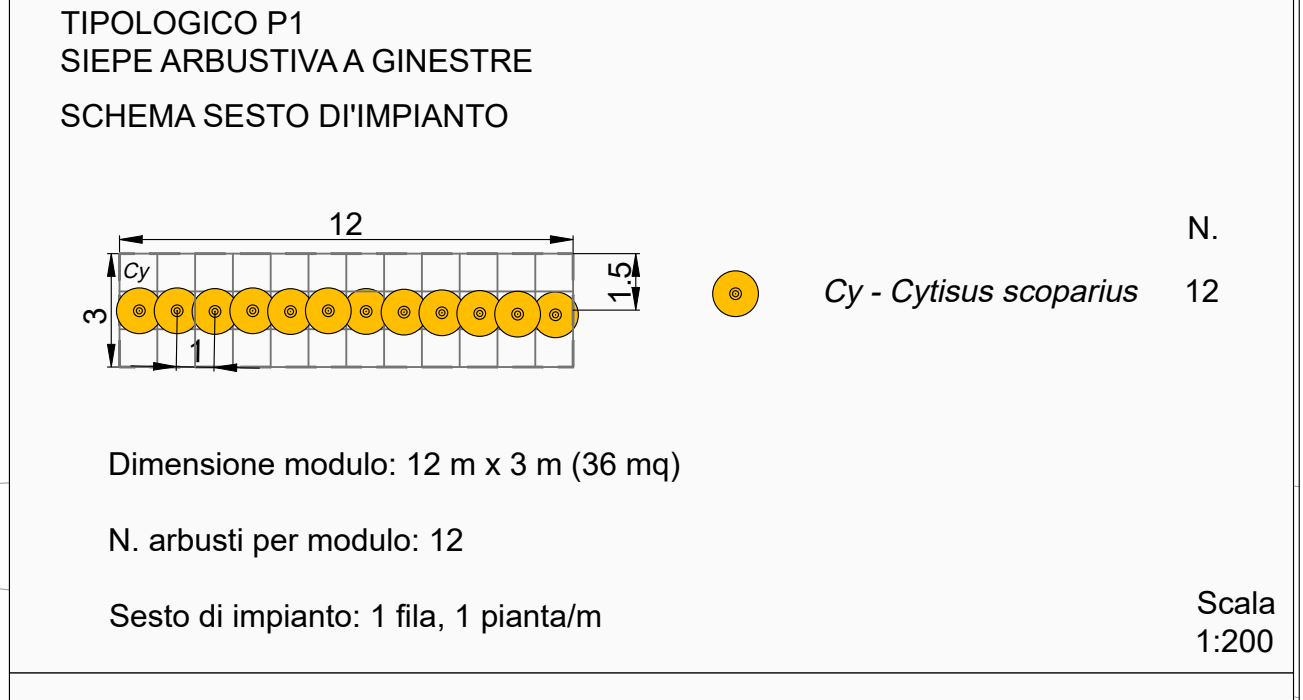 TIPOLOGICO P1
SIEPE ARBUSTIVA A GINESTRE
SCHEMA SESTO DI'IMPIANTO
12
N.
Cy
1.5
Cy - Cytisus scoparius 12
3
1
Dimensione modulo: 12 m x 3 m (36 mq)
N. arbusti per modulo: 12
Sesto di impianto: 1 fila, 1 pianta/m
Scala
1:200